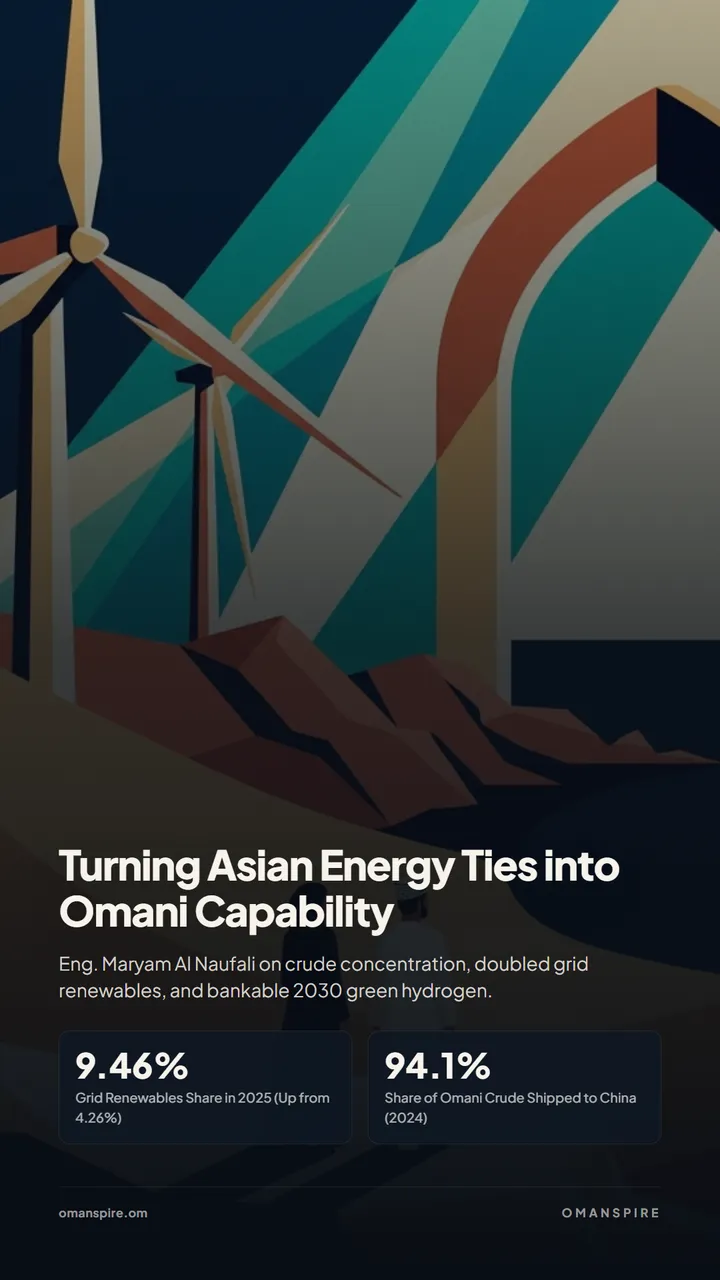 Turning Asian Energy Ties into
Omani Capability
Eng. Maryam Al Naufali on crude concentration, doubled grid
renewables, and bankable 2030 green hydrogen.
9.46%
Grid Renewables Share in 2025 (Up from
4.26%)
94.1%
Share of Omani Crude Shipped to China
(2024)
omanspire.om
OMANSPIRE